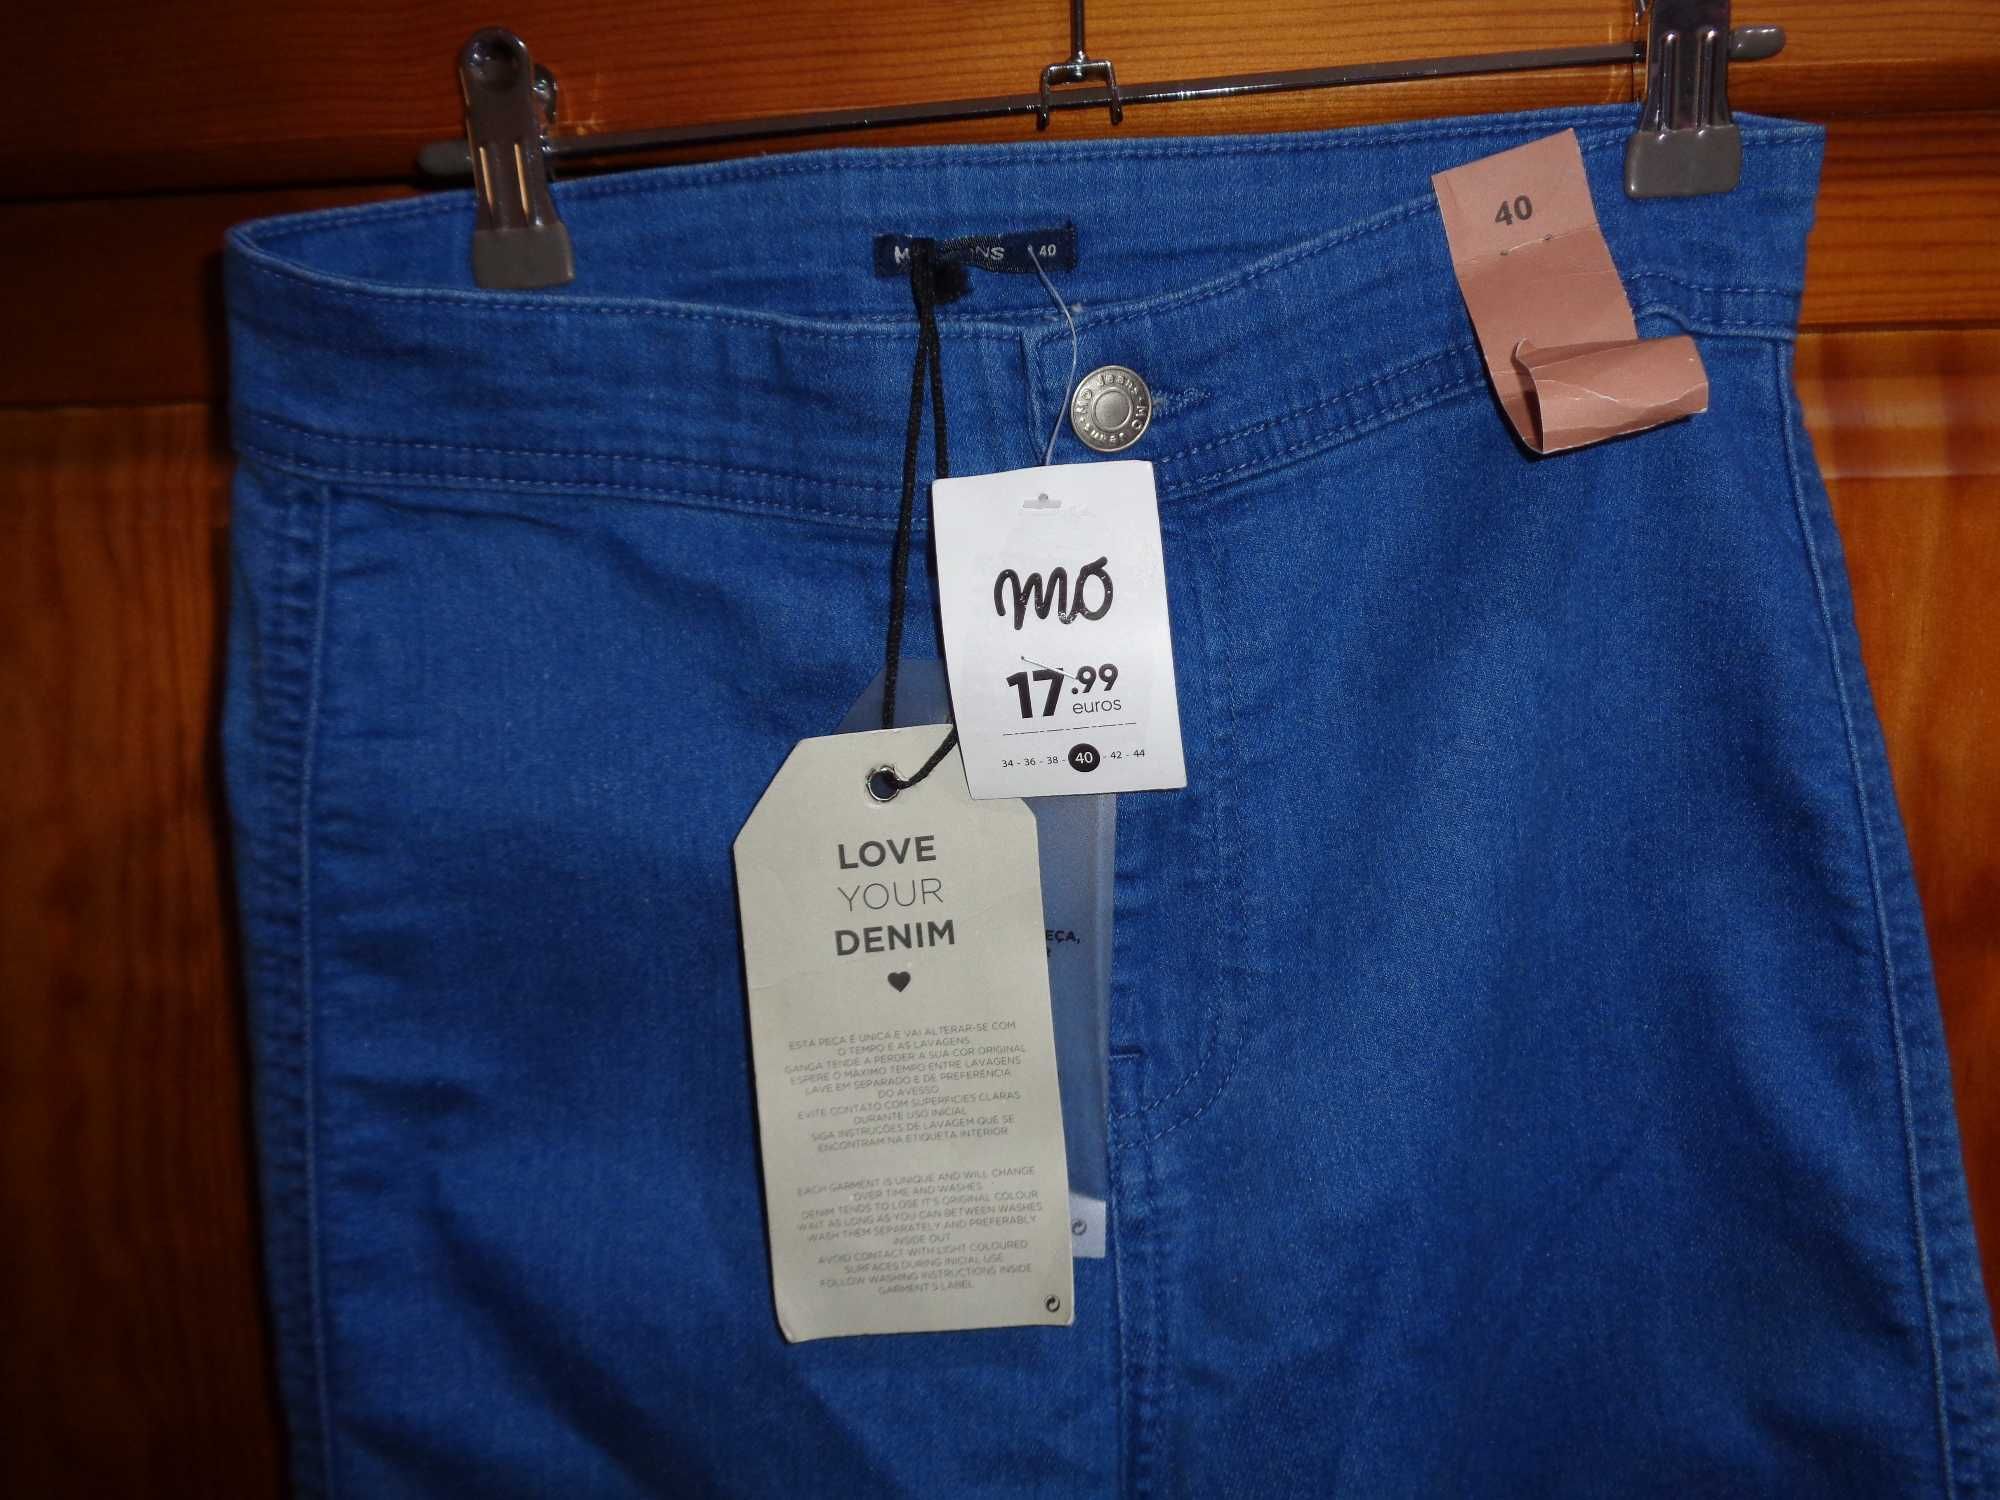 40
40
MO Jeans · MO Jeans ·
mo
17.99
euros
34 - 36 - 38 - 40 - 42 - 44
LOVE
YOUR
DENIM
ESTA PEÇA É ÚNICA E VAI ALTERAR-SE COM
O TEMPO E AS LAVAGENS
GANGA TENDE A PERDER A SUA COR ORIGINAL
ESPERE O MÁXIMO TEMPO ENTRE LAVAGENS
LAVE EM SEPARADO E DE PREFERÊNCIA
DO AVESSO
EVITE CONTATO COM SUPERFÍCIES CLARAS
DURANTE USO INICIAL
SIGA INSTRUÇÕES DE LAVAGEM QUE SE
ENCONTRAM NA ETIQUETA INTERIOR
EACH GARMENT IS UNIQUE AND WILL CHANGE
OVER TIME AND WASHES
DENIM TENDS TO LOSE IT'S ORIGINAL COLOUR
WAIT AS LONG AS YOU CAN BETWEEN WASHES
WASH THEM SEPARATELY AND PREFERABLY
INSIDE OUT
AVOID CONTACT WITH LIGHT COLOURED
SURFACES DURING INICIAL USE
FOLLOW WASHING INSTRUCTIONS INSIDE
GARMENT'S LABEL